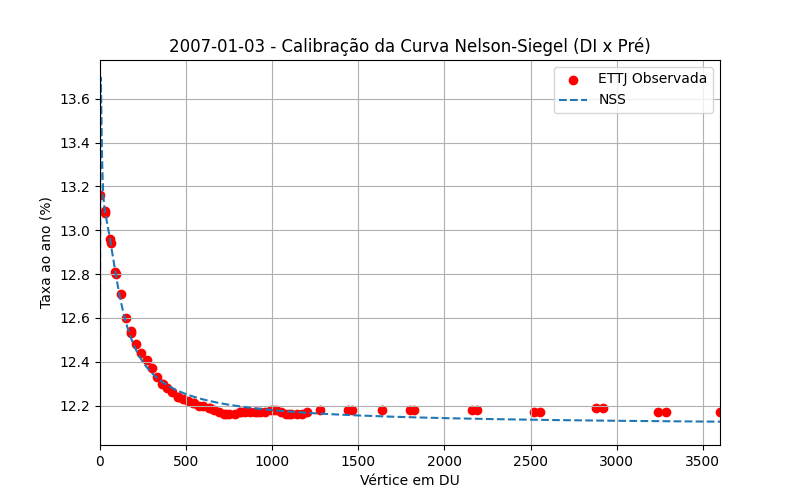 2007-01-03 - Calibração da Curva Nelson-Siegel (DI x Pré)
ETTJ Observada
NSS
Taxa ao ano (%)
13.6
13.4
13.2
13.0
12.8
12.6
12.4
12.2
0 500 1000 1500 2000 2500 3000 3500
Vértice em DU